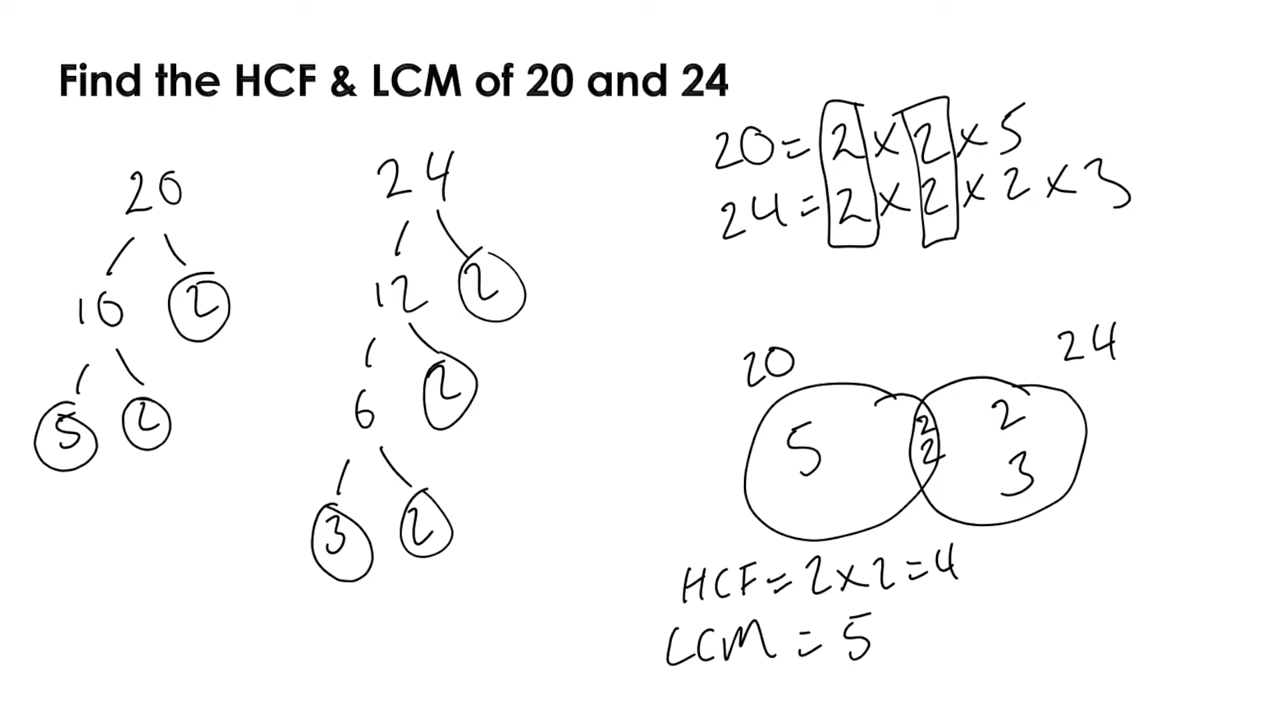 Find the HCF & LCM of 20 and 24
20
10 2
5 2
24
12 2
6 2
3 2
20 = 2 × 2 × 5
24 = 2 × 2 × 2 × 3
20 24
5 2 2
2 3
HCF = 2 × 2 = 4
LCM = 5